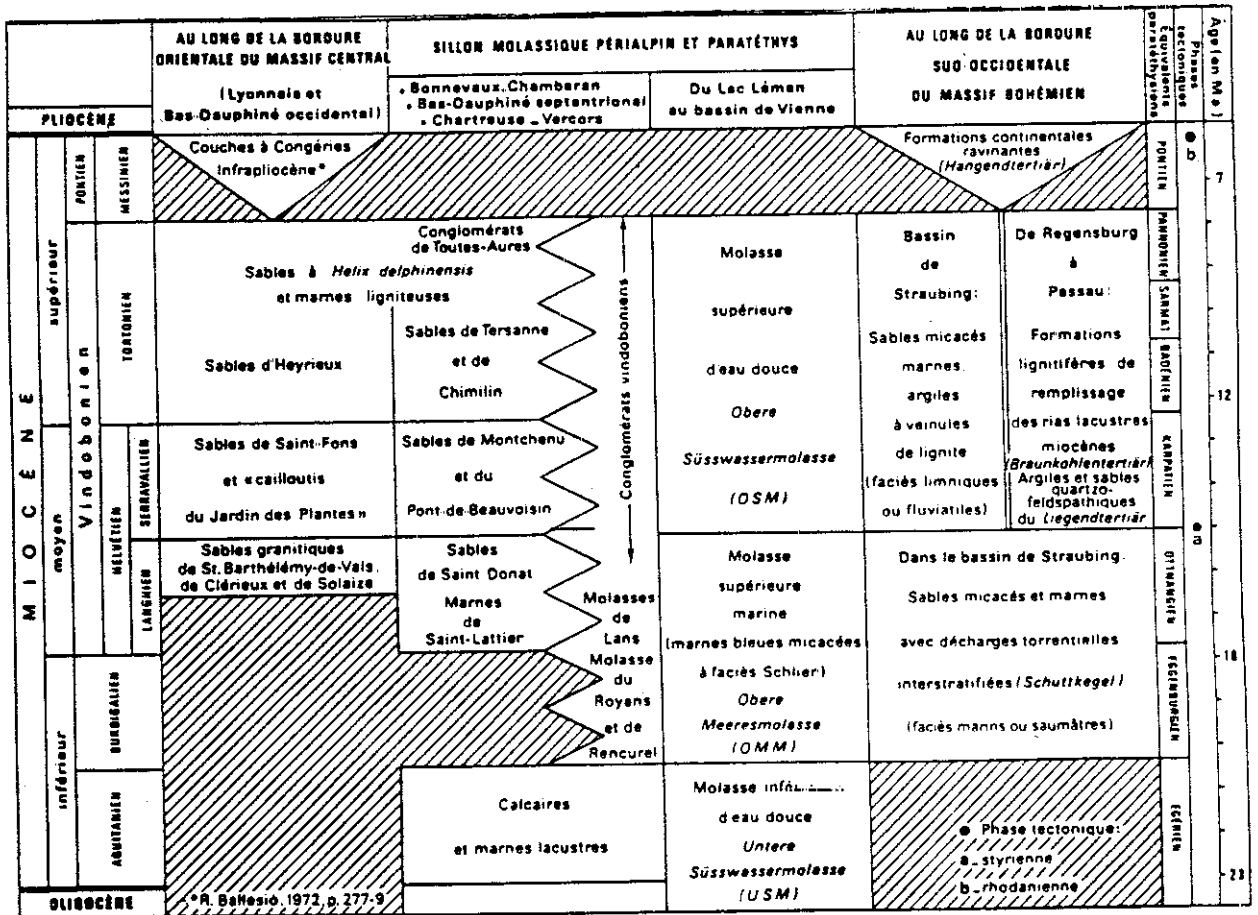 AU LONG DE LA BORDURE
ORIENTALE DU MASSIF CENTRAL
(Lyonnais et
Bas-Dauphiné occidental)
SILLON MOLASSIQUE PÉRIALPIN ET PARATÉTHYS
• Bonnevaux_Chambaran
• Bas-Dauphiné septentrional
• Chartreuse_Vercors
Du Lac Léman
au bassin de Vienne
AU LONG DE LA BORDURE
SUD OCCIDENTALE
DU MASSIF BOHÉMIEN
Équivalents
paratéthysiens
Phases
tectoniques
Âge (en Ma)
PLIOCÈNE
MIOCÈNE
supérieur
moyen
inférieur
Vindobonien
PONTIEN
MESSINIEN
TORTONIEN
HELVÉTIEN
SERRAVALLIEN
LANGHIEN
BURDIGALIEN
AQUITANIEN
OLIGOCÈNE
Couches à Congéries
Infrapliocène*
Sables à Helix delphinensis
et marnes ligniteuses
Sables d'Heyrieux
Sables de Saint-Fons
et «cailloutis
du Jardin des Plantes»
Sables granitiques
de St. Barthélémy-de-Vals,
de Clérieux et de Solaize
*R. Ballesio, 1972, p. 277-9
Conglomérats
de Toutes-Aures
Sables de Tersanne
et de
Chimilin
Sables de Montchenu
et du
Pont-de-Beauvoisin
Sables
de Saint Donat
Marnes
de
Saint-Lattier
Conglomérats vindoboniens
Molasses
de
Lans
Molasse
du
Royans
et de
Rencurel
Calcaires
et marnes lacustres
Molasse
supérieure
d'eau douce
Obere
Süsswassermolasse
(OSM)
Molasse
supérieure
marine
(marnes bleues micacées
à faciès Schlier)
Obere
Meeresmolasse
(OMM)
Molasse
d'eau douce
Untere
Süsswassermolasse
(USM)
Formations continentales
ravinantes
(Hangendtertiär)
Bassin
de
Straubing:
Sables micacés
marnes,
argiles
à veinules
de lignite
(faciès limniques
ou fluviatiles)
De Regensburg
à
Passau:
Formations
lignitifères de
remplissage
des rias lacustres
miocènes
(Braunkohlentertiär)
Argiles et sables
quartzo-
feldspathiques
du Liegendtertiär
Dans le bassin de Straubing:
Sables micacés et marnes
avec décharges torrentielles
interstratifiées (Schuttkegel)
(faciès marins ou saumâtres)
● Phase tectonique:
a_ styrienne
b_ rhodanienne
PONTIEN
PANNONIEN
SARMAT
BADÉNIEN
KARPATIEN
OTTNANGIEN
EGGENBURGIEN
EGÉRIEN
b
a
7
12
18
23